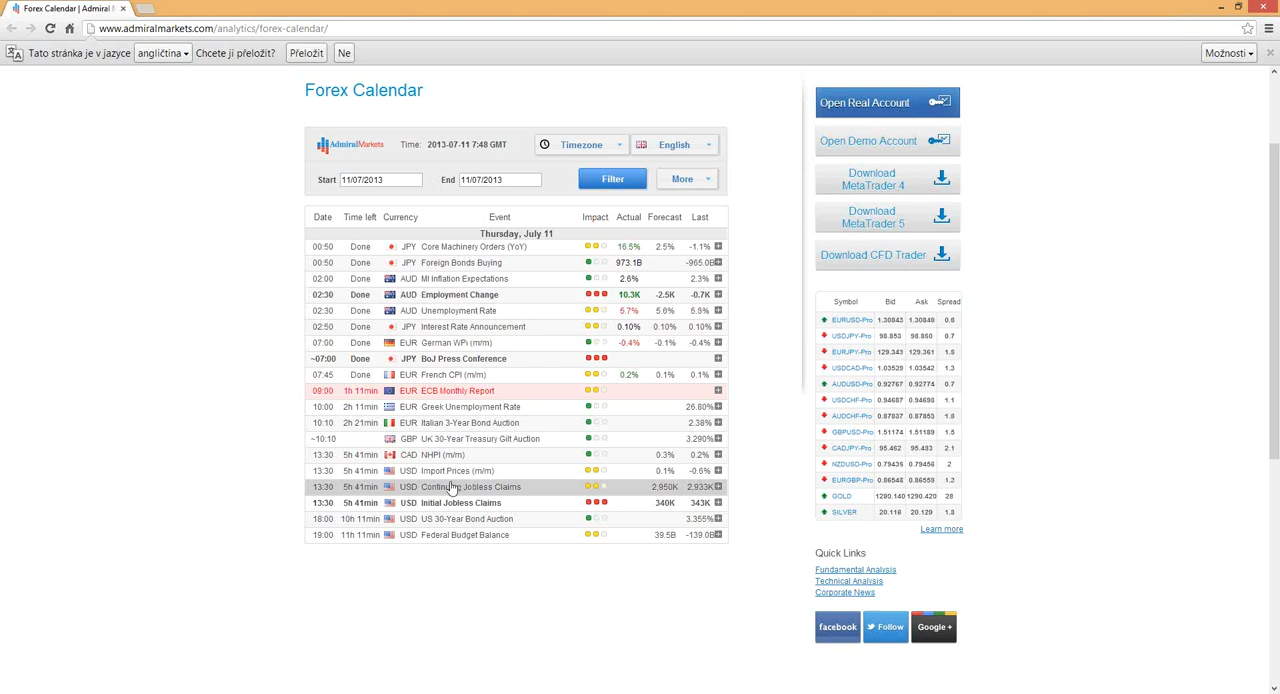 Forex Calendar | Admiral M
www.admiralmarkets.com/analytics/forex-calendar/
Tato stránka je v jazyce angličtina Chcete ji přeložit? Přeložit Ne Možnosti
Forex Calendar
AdmiralMarkets Time: 2013-07-11 7:48 GMT Timezone English
Start 11/07/2013 End 11/07/2013 Filter More
Date Time left Currency Event Impact Actual Forecast Last
Thursday, July 11
00:50 Done JPY Core Machinery Orders (YoY) 16.5% 2.5% -1.1%
00:50 Done JPY Foreign Bonds Buying 973.1B -965.0B
02:00 Done AUD MI Inflation Expectations 2.6% 2.3%
02:30 Done AUD Employment Change 10.3K -2.5K -0.7K
02:30 Done AUD Unemployment Rate 5.7% 5.6%
02:50 Done JPY Interest Rate Announcement 0.10% 0.10% 0.10%
07:00 Done EUR German WPI (m/m) -0.4% -0.1% -0.4%
~07:00 Done JPY BoJ Press Conference
07:45 Done EUR French CPI (m/m) 0.2% 0.1% 0.1%
09:00 1h 11min EUR ECB Monthly Report
10:00 2h 11min EUR Greek Unemployment Rate 26.80%
10:10 2h 21min EUR Italian 3-Year Bond Auction 2.38%
~10:10 GBP UK 30-Year Treasury Gilt Auction 3.290%
13:30 5h 41min CAD NHPI (m/m) 0.3% 0.2%
13:30 5h 41min USD Import Prices (m/m) 0.1% -0.6%
13:30 5h 41min USD Continuing Jobless Claims 2,950K 2,933K
13:30 5h 41min USD Initial Jobless Claims 340K 343K
18:00 10h 11min USD US 30-Year Bond Auction 3.355%
19:00 11h 11min USD Federal Budget Balance 39.5B -139.0B
Open Real Account
Open Demo Account
Download
MetaTrader 4
Download
MetaTrader 5
Download CFD Trader
Symbol Bid Ask Spread
EURUSD-Pro 1.30843 1.30849 0.6
USDJPY-Pro 98.853 98.860 0.7
EURJPY-Pro 129.343 129.361 1.8
USDCAD-Pro 1.03529 1.03542 1.3
AUDUSD-Pro 0.92767 0.92774 0.7
USDCHF-Pro 0.94687 0.94698 1.1
AUDCHF-Pro 0.87837 0.87853 1.6
GBPUSD-Pro 1.51174 1.51189 1.5
CADJPY-Pro 95.462 95.483 2.1
NZDUSD-Pro 0.79436 0.79456 2
EURGBP-Pro 0.86546 0.86559 1.3
GOLD 1290.140 1290.420 28
SILVER 20.116 20.129 1.3
Learn more
Quick Links
Fundamental Analysis
Technical Analysis
Corporate News
facebook Follow Google +